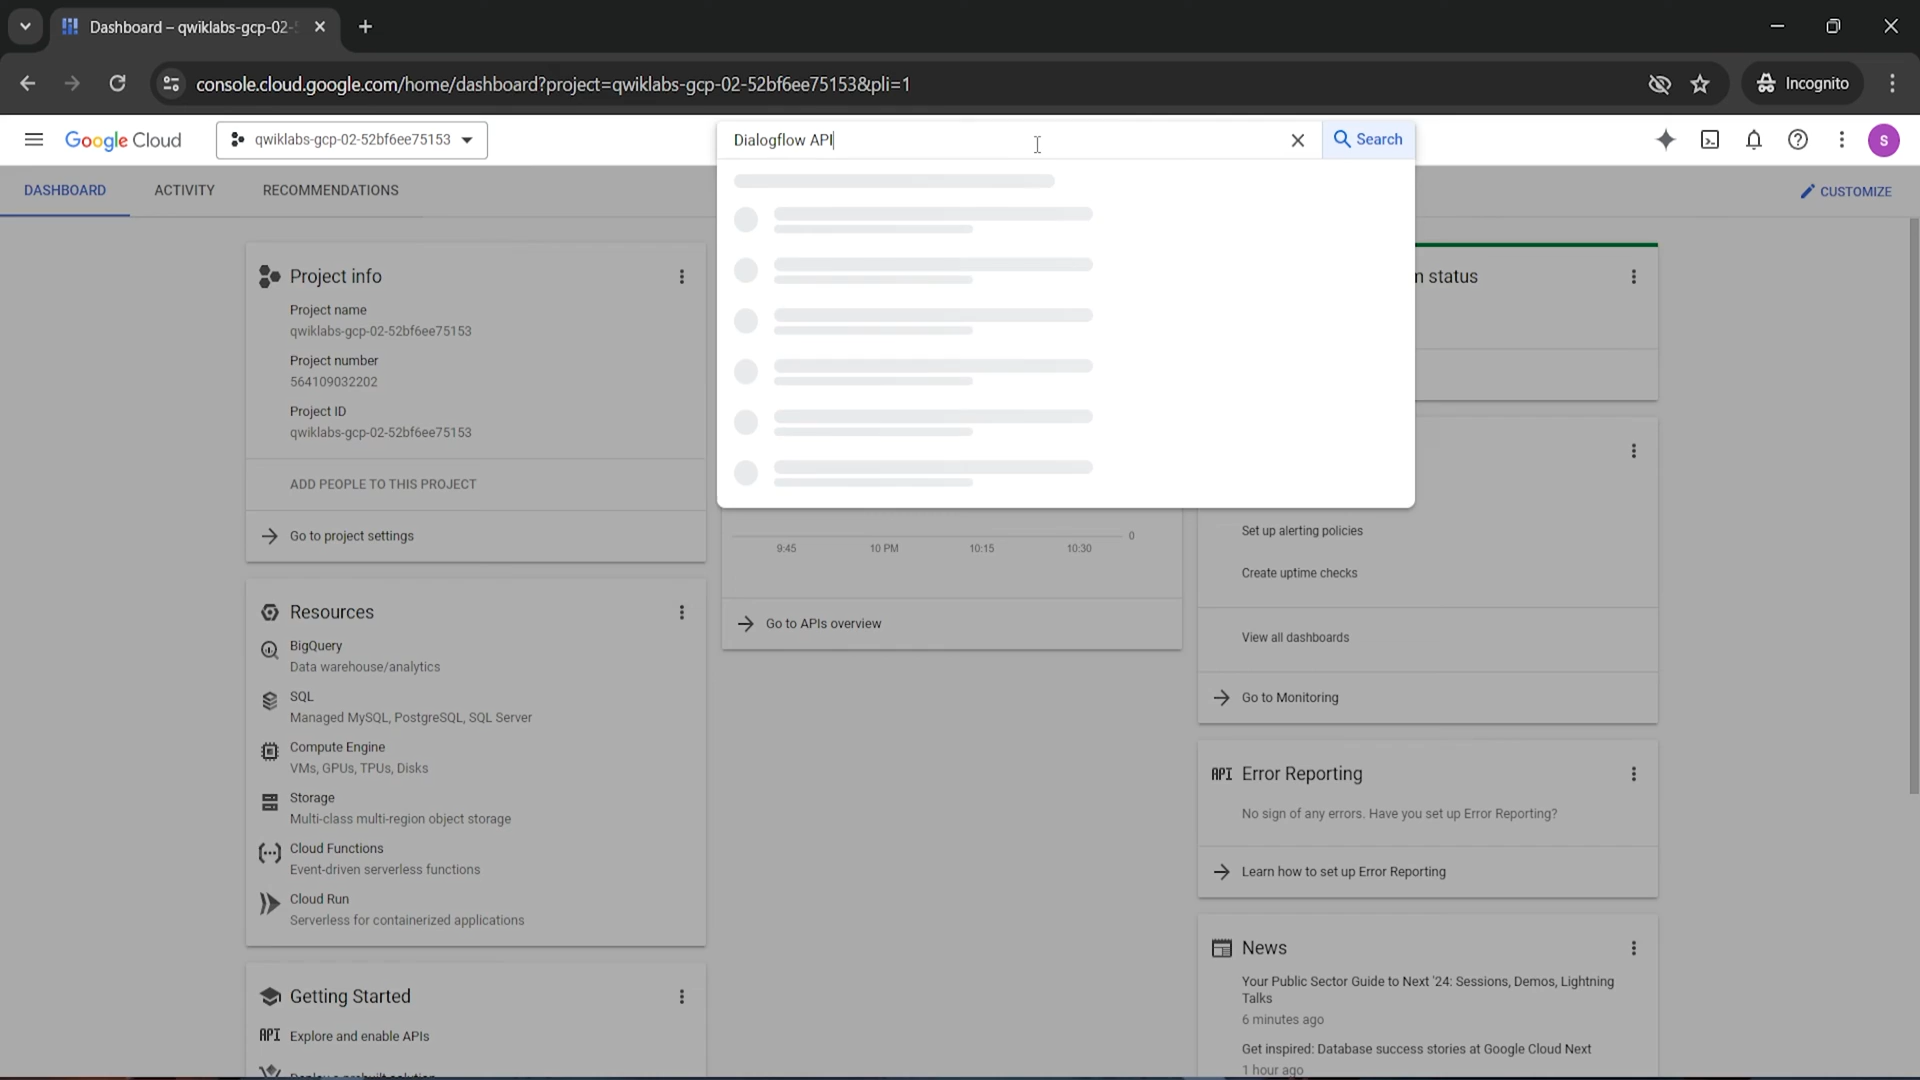 Dashboard – qwiklabs-gcp-02-
console.cloud.google.com/home/dashboard?project=qwiklabs-gcp-02-52bf6ee75153&pli=1
Incognito
Google Cloud
qwiklabs-gcp-02-52bf6ee75153
Dialogflow API
Search
S
DASHBOARD
ACTIVITY
RECOMMENDATIONS
CUSTOMIZE
Project info
Project name
qwiklabs-gcp-02-52bf6ee75153
Project number
564109032202
Project ID
qwiklabs-gcp-02-52bf6ee75153
ADD PEOPLE TO THIS PROJECT
Go to project settings
Resources
BigQuery
Data warehouse/analytics
SQL
Managed MySQL, PostgreSQL, SQL Server
Compute Engine
VMs, GPUs, TPUs, Disks
Storage
Multi-class multi-region object storage
Cloud Functions
Event-driven serverless functions
Cloud Run
Serverless for containerized applications
Getting Started
API Explore and enable APIs
0
9:45
10 PM
10:15
10:30
Go to APIs overview
status
Set up alerting policies
Create uptime checks
View all dashboards
Go to Monitoring
API Error Reporting
No sign of any errors. Have you set up Error Reporting?
Learn how to set up Error Reporting
News
Your Public Sector Guide to Next '24: Sessions, Demos, Lightning
Talks
6 minutes ago
Get inspired: Database success stories at Google Cloud Next
1 hour ago